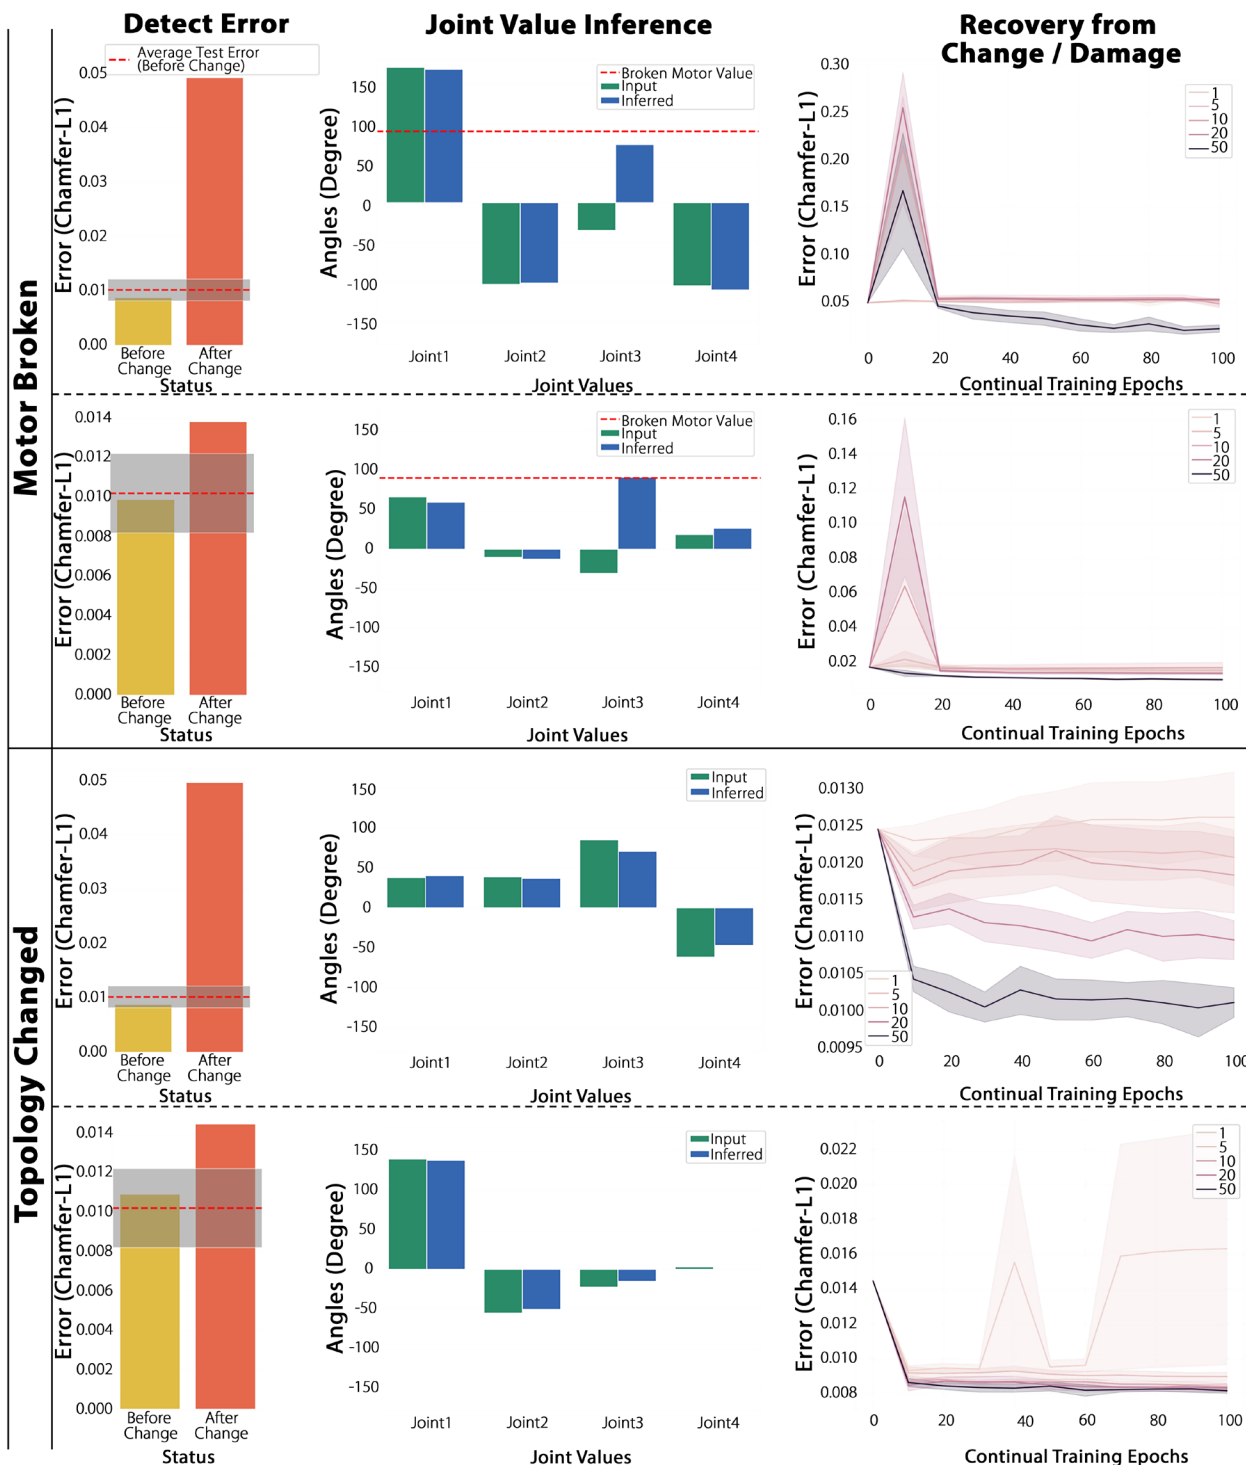 Detect Error
Joint Value Inference
Recovery from
Change / Damage
Motor Broken
Error (Chamfer-L1)
Average Test Error
(Before Change)
0.05
0.04
0.03
0.02
0.01
0.00
Before
Change
After
Change
Status
Angles (Degree)
Broken Motor Value
Input
Inferred
150
100
50
0
-50
-100
-150
Joint1
Joint2
Joint3
Joint4
Joint Values
Error (Chamfer-L1)
0.30
0.25
0.20
0.15
0.10
0.05
1
5
10
20
50
0
20
40
60
80
100
Continual Training Epochs
Error (Chamfer-L1)
0.014
0.012
0.010
0.008
0.006
0.004
0.002
0.000
Before
Change
After
Change
Status
Angles (Degree)
Broken Motor Value
Input
Inferred
150
100
50
0
-50
-100
-150
Joint1
Joint2
Joint3
Joint4
Joint Values
Error (Chamfer-L1)
0.16
0.14
0.12
0.10
0.08
0.06
0.04
0.02
1
5
10
20
50
0
20
40
60
80
100
Continual Training Epochs
Topology Changed
Error (Chamfer-L1)
0.05
0.04
0.03
0.02
0.01
0.00
Before
Change
After
Change
Status
Angles (Degree)
Input
Inferred
150
100
50
0
-50
-100
-150
Joint1
Joint2
Joint3
Joint4
Joint Values
Error (Chamfer-L1)
0.0130
0.0125
0.0120
0.0115
0.0110
0.0105
0.0100
0.0095
1
5
10
20
50
0
20
40
60
80
100
Continual Training Epochs
Error (Chamfer-L1)
0.014
0.012
0.010
0.008
0.006
0.004
0.002
0.000
Before
Change
After
Change
Status
Angles (Degree)
Input
Inferred
150
100
50
0
-50
-100
-150
Joint1
Joint2
Joint3
Joint4
Joint Values
Error (Chamfer-L1)
0.022
0.020
0.018
0.016
0.014
0.012
0.010
0.008
1
5
10
20
50
0
20
40
60
80
100
Continual Training Epochs